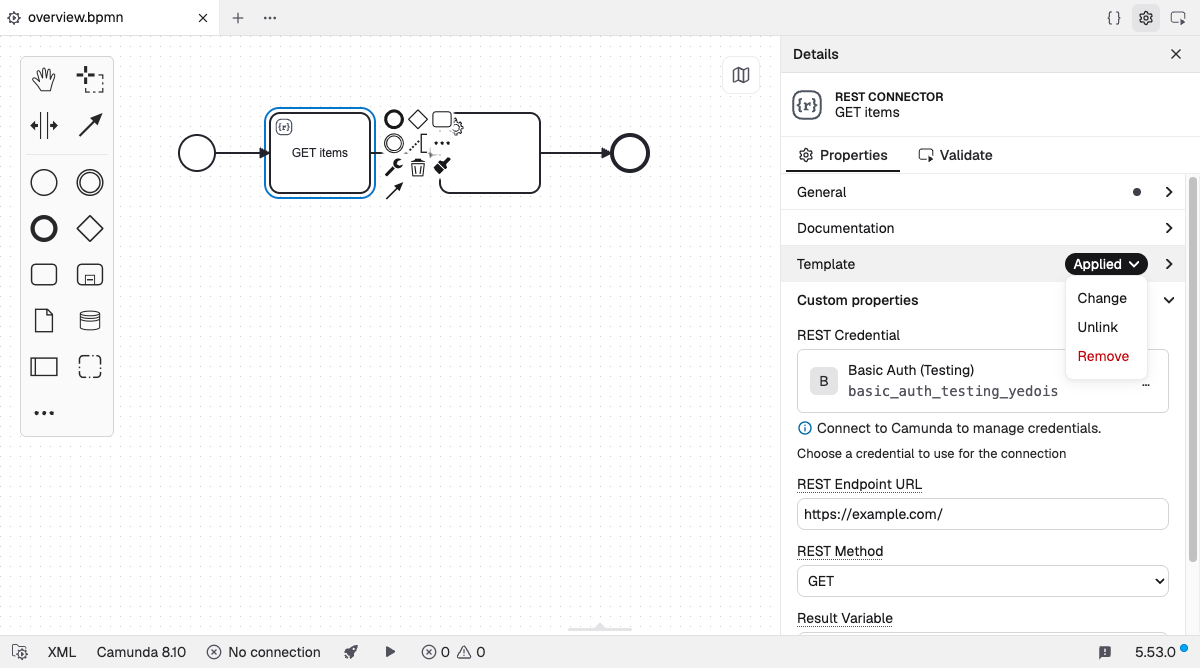 overview.bpmn
Details
REST CONNECTOR
GET items
GET items
Properties
Validate
General
Documentation
Template
Applied
Change
Unlink
Remove
Custom properties
REST Credential
B
Basic Auth (Testing)
basic_auth_testing_yedois
Connect to Camunda to manage credentials.
Choose a credential to use for the connection
REST Endpoint URL
https://example.com/
REST Method
GET
Result Variable
XML
Camunda 8.10
No connection
0
0
5.53.0